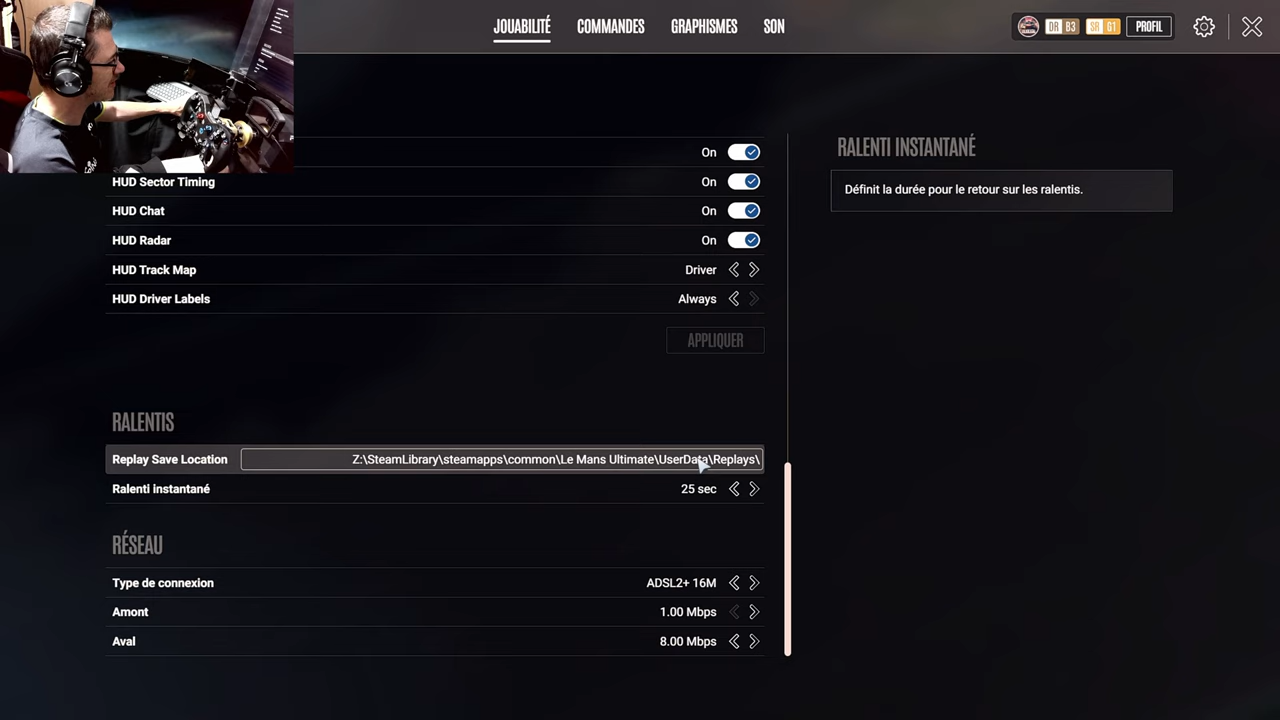 JOUABILITÉ COMMANDES GRAPHISMES SON
DR B3 SR G1 PROFIL
On
HUD Sector Timing On
HUD Chat On
HUD Radar On
HUD Track Map Driver
HUD Driver Labels Always
APPLIQUER
RALENTIS
Replay Save Location Z:\SteamLibrary\steamapps\common\Le Mans Ultimate\UserData\Replays\
Ralenti instantané 25 sec
RÉSEAU
Type de connexion ADSL2+ 16M
Amont 1.00 Mbps
Aval 8.00 Mbps
RALENTI INSTANTANÉ
Définit la durée pour le retour sur les ralentis.